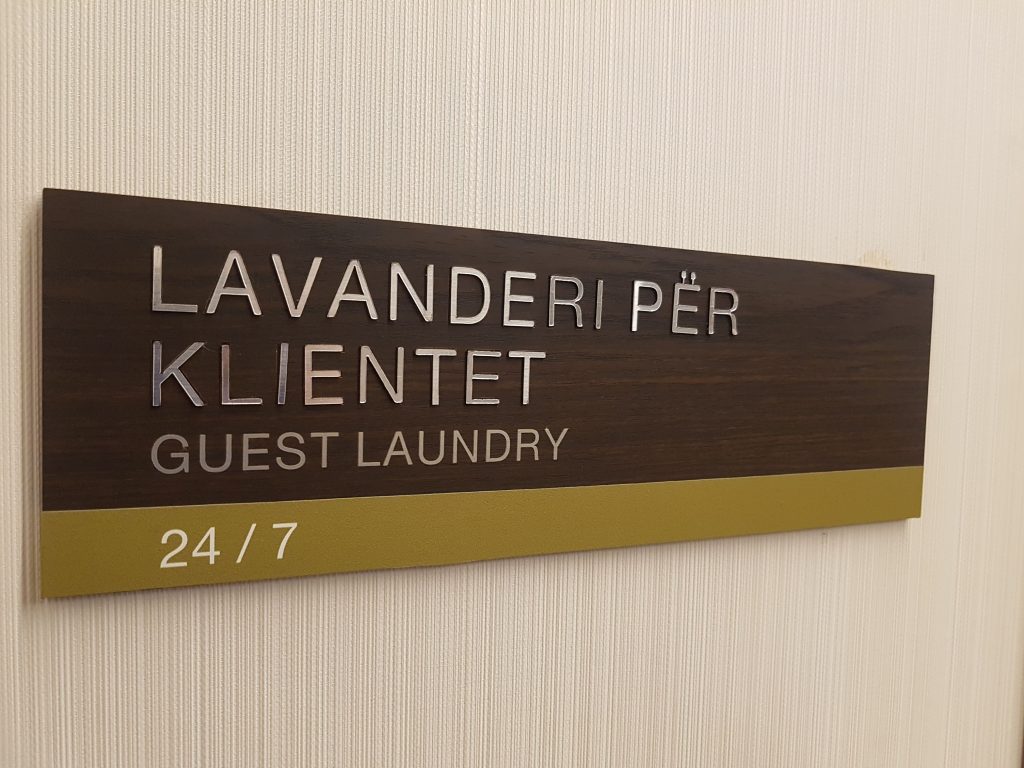 LAVANDERI PËR
KLIENTET
GUEST LAUNDRY
24 / 7